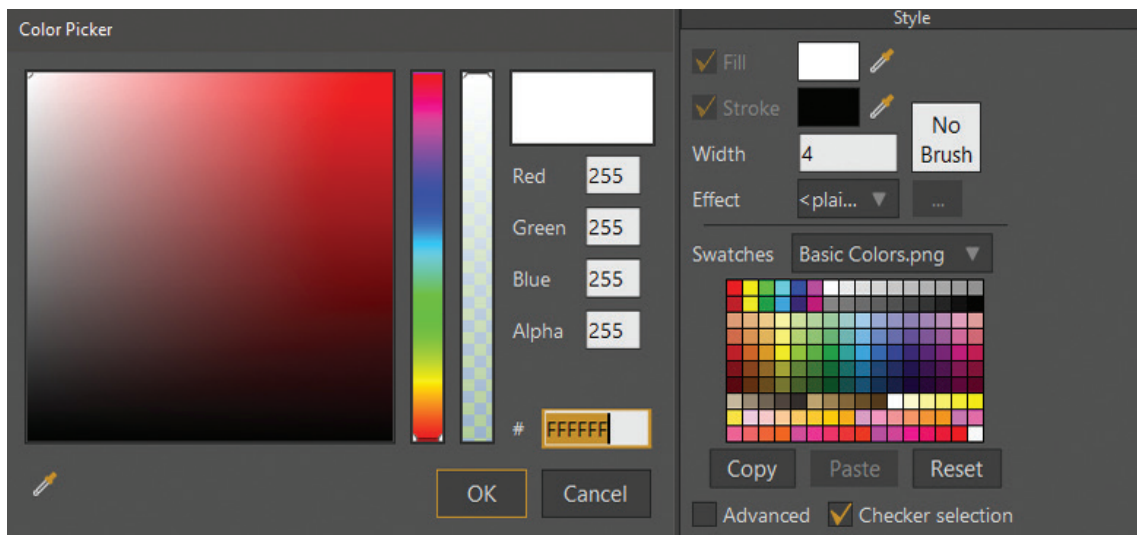 Color Picker
Red 255
Green 255
Blue 255
Alpha 255
# FFFFFF
OK Cancel
Style
Fill
Stroke
No
Brush
Width 4
Effect <plai... ...
Swatches Basic Colors.png
Copy Paste Reset
Advanced Checker selection